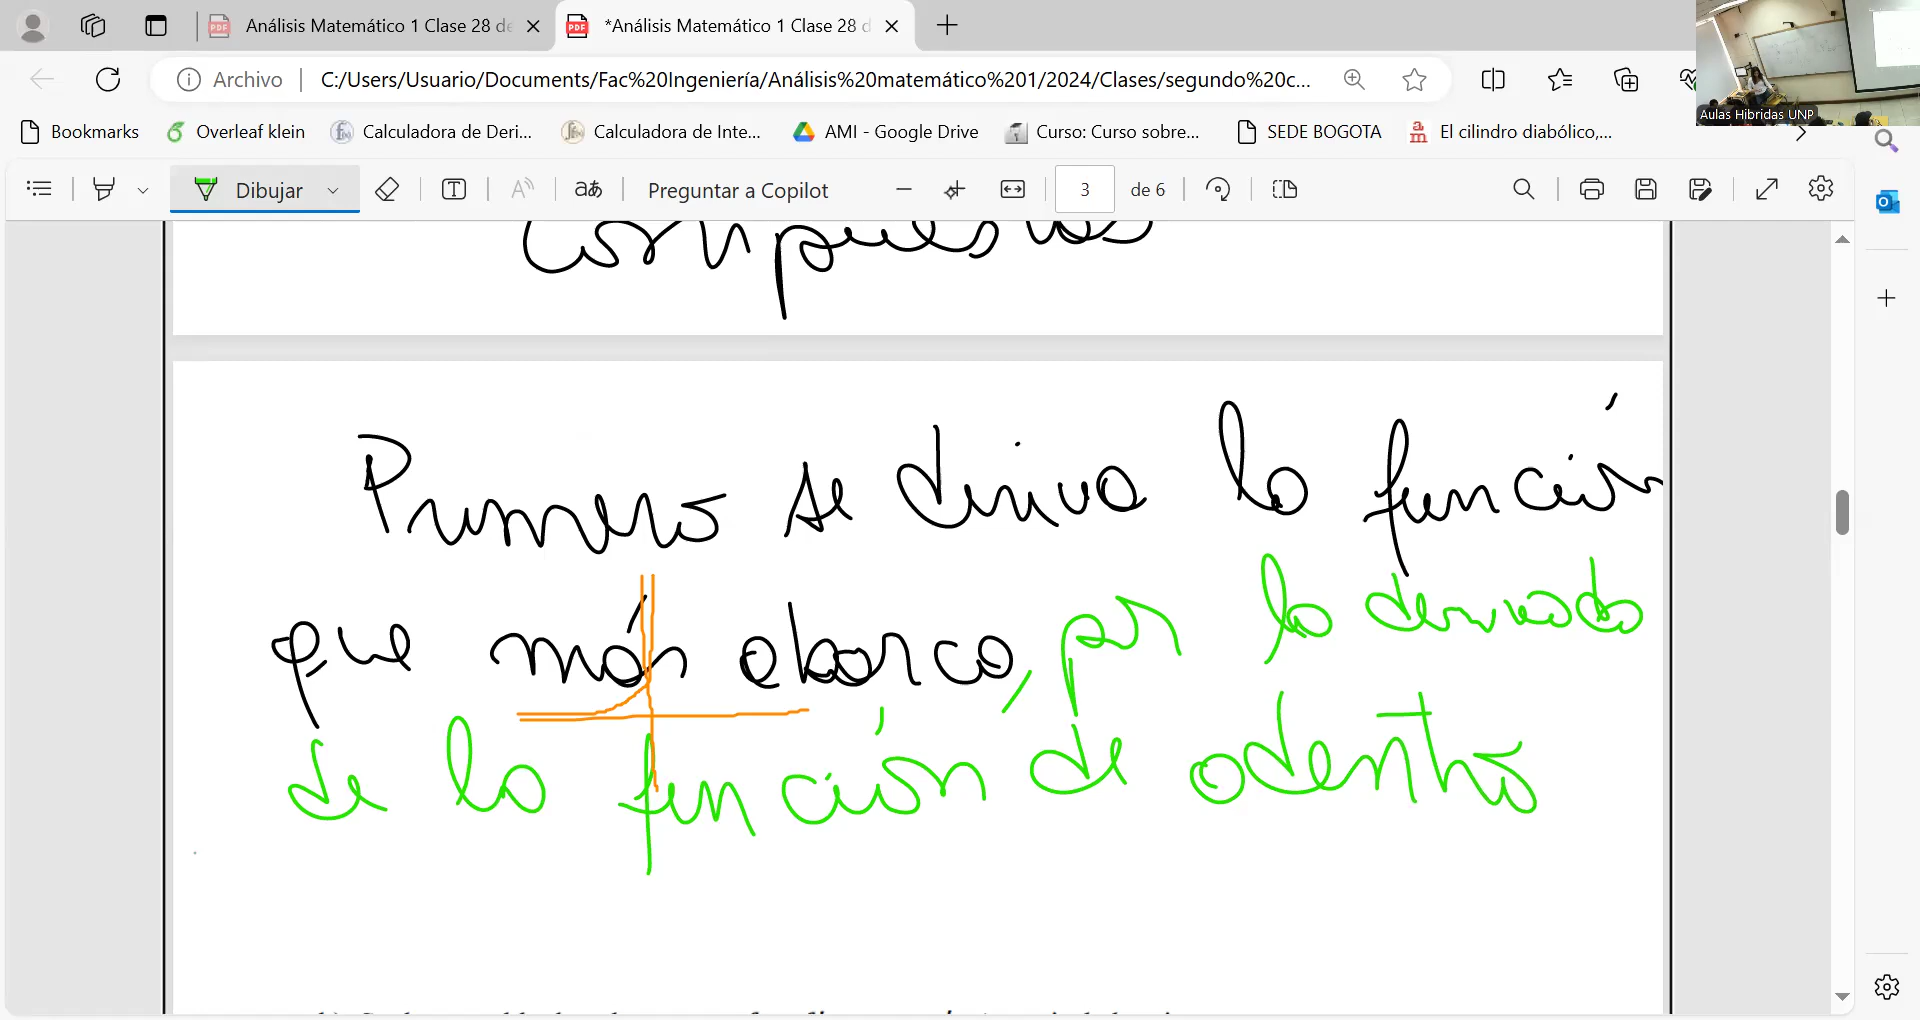 Análisis Matemático 1 Clase 28 de
*Análisis Matemático 1 Clase 28 d
Archivo
C:/Users/Usuario/Documents/Fac%20Ingeniería/Análisis%20matemático%201/2024/Clases/segundo%20c...
Aulas Hibridas UNP
Bookmarks
Overleaf klein
Calculadora de Deri...
Calculadora de Inte...
AMI - Google Drive
Curso: Curso sobre...
SEDE BOGOTA
El cilindro diabólico,...
Dibujar
Preguntar a Copilot
3
de 6
Primero se deriva la función
que más abarca, por la derivada
de la función de adentro